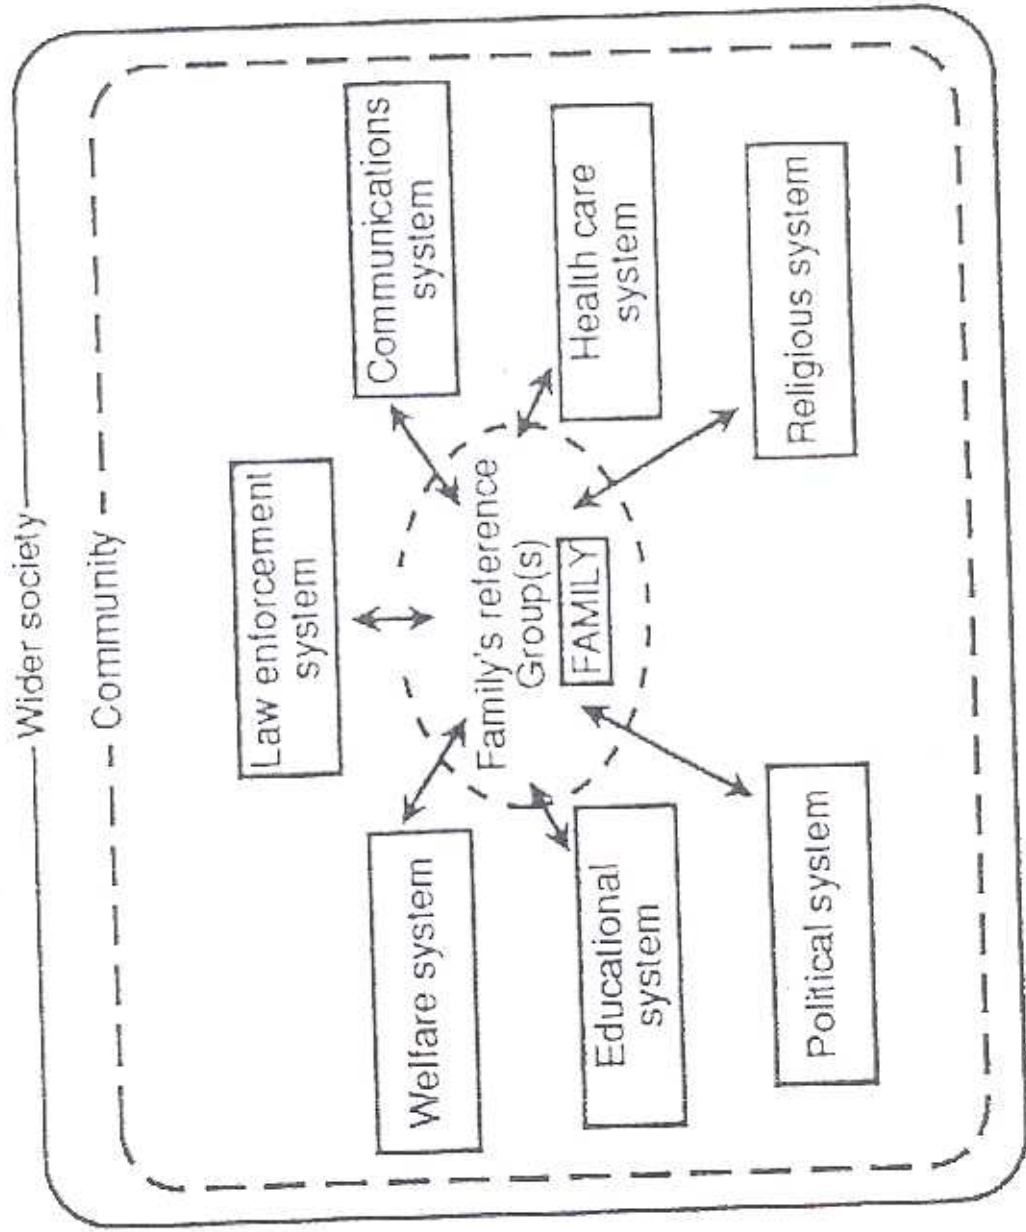 Wider society
Community
Law enforcement
system
Welfare system
Communications
system
Family's reference
Group(s)
FAMILY
Educational
system
Health care
system
Political system
Religious system